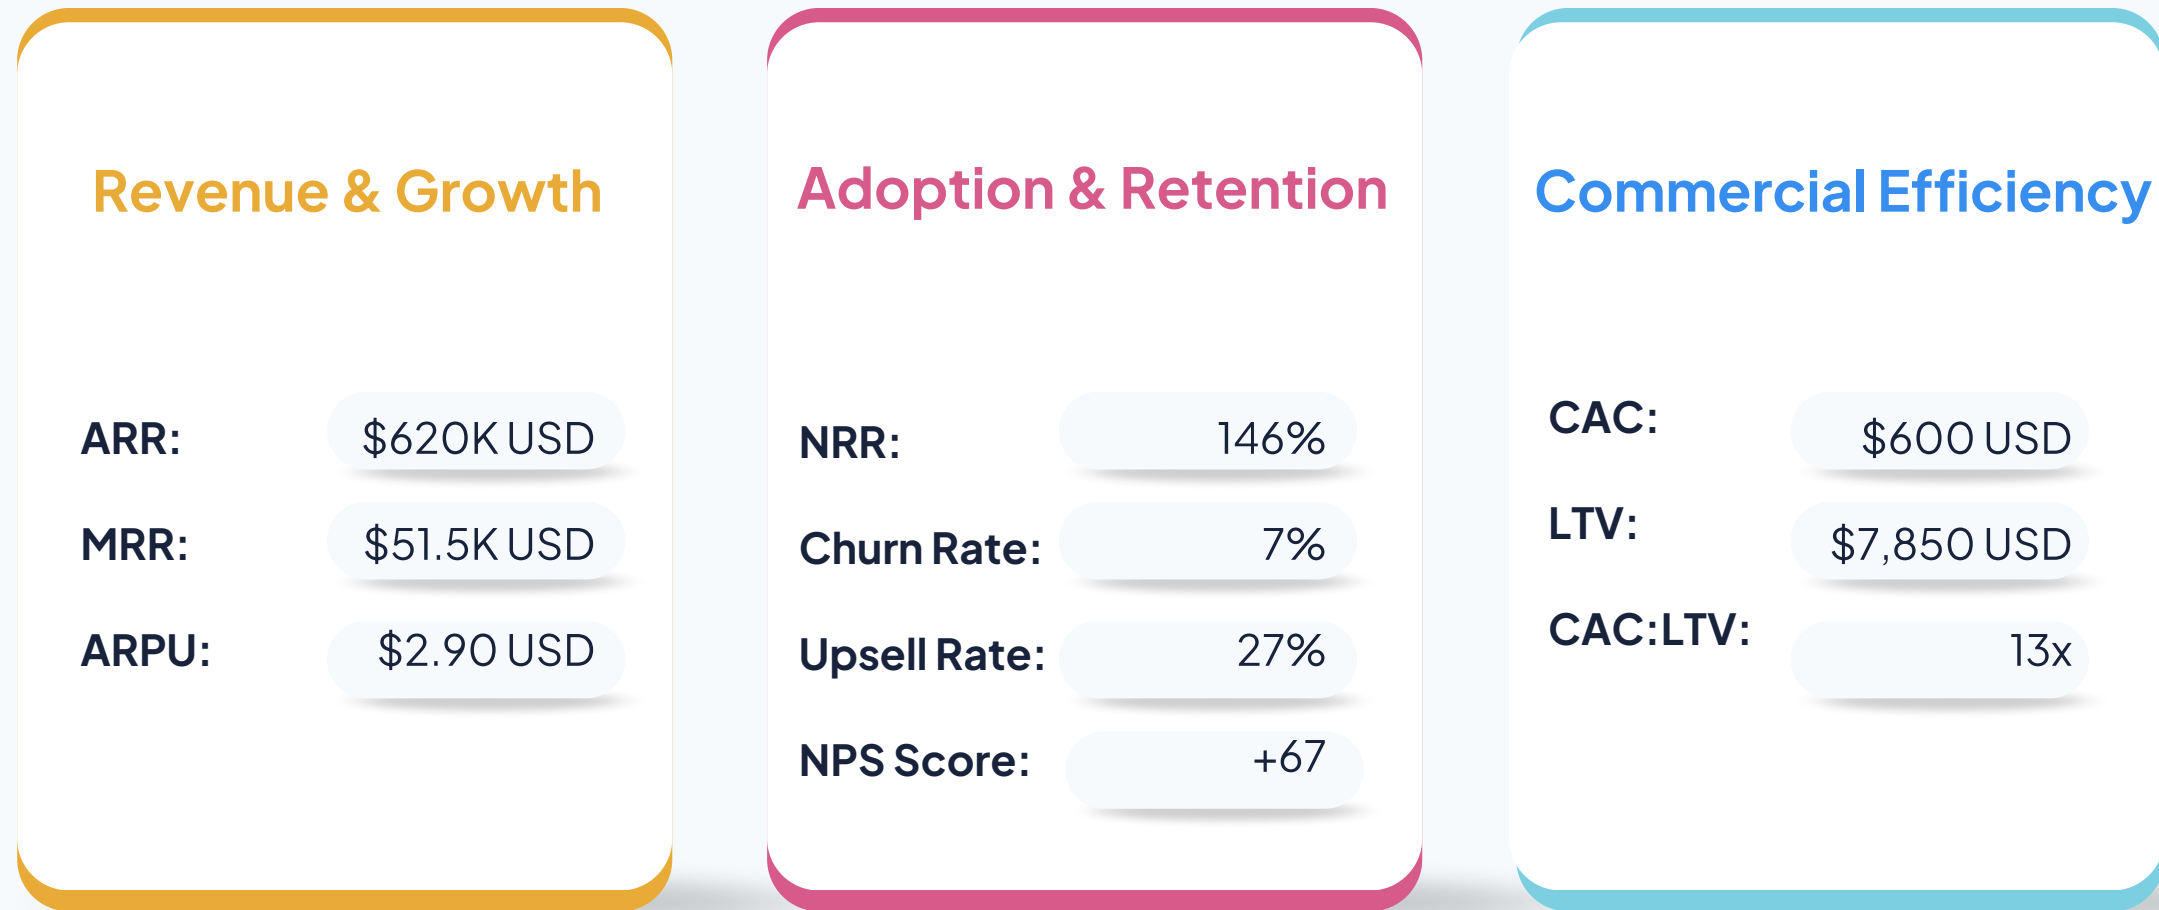 Revenue & Growth
ARR: $620K USD
MRR: $51.5K USD
ARPU: $2.90 USD
Adoption & Retention
NRR: 146%
Churn Rate: 7%
Upsell Rate: 27%
NPS Score: +67
Commercial Efficiency
CAC: $600 USD
LTV: $7,850 USD
CAC:LTV: 13x